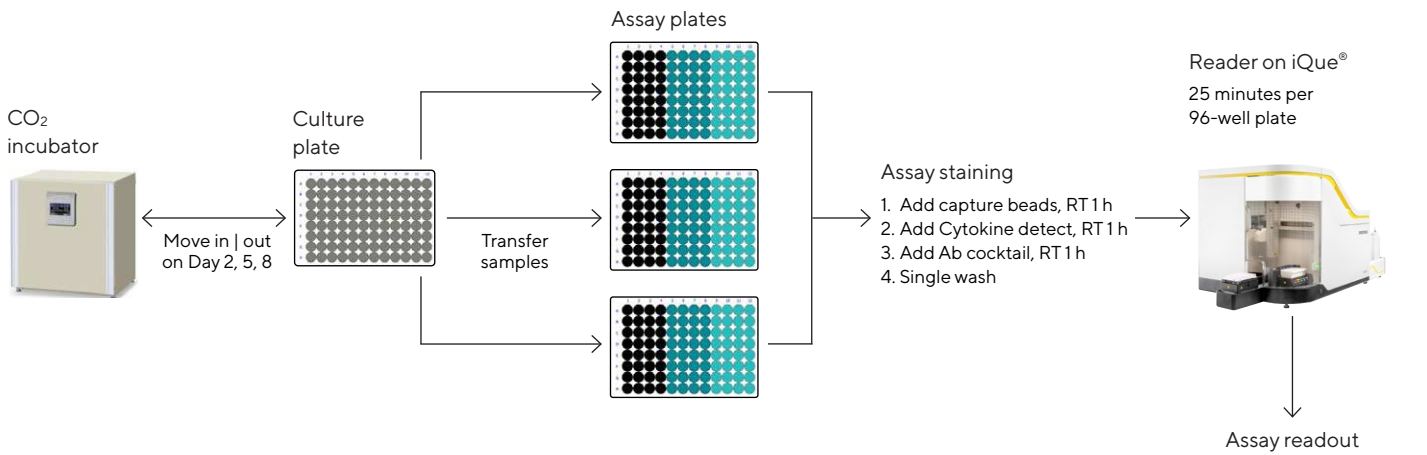 Assay plates
Reader on iQue®
25 minutes per
96-well plate
CO₂
incubator
Culture
plate
Assay staining
1. Add capture beads, RT 1 h
2. Add Cytokine detect, RT 1 h
3. Add Ab cocktail, RT 1 h
4. Single wash
Move in | out
on Day 2, 5, 8
Transfer
samples
Assay readout